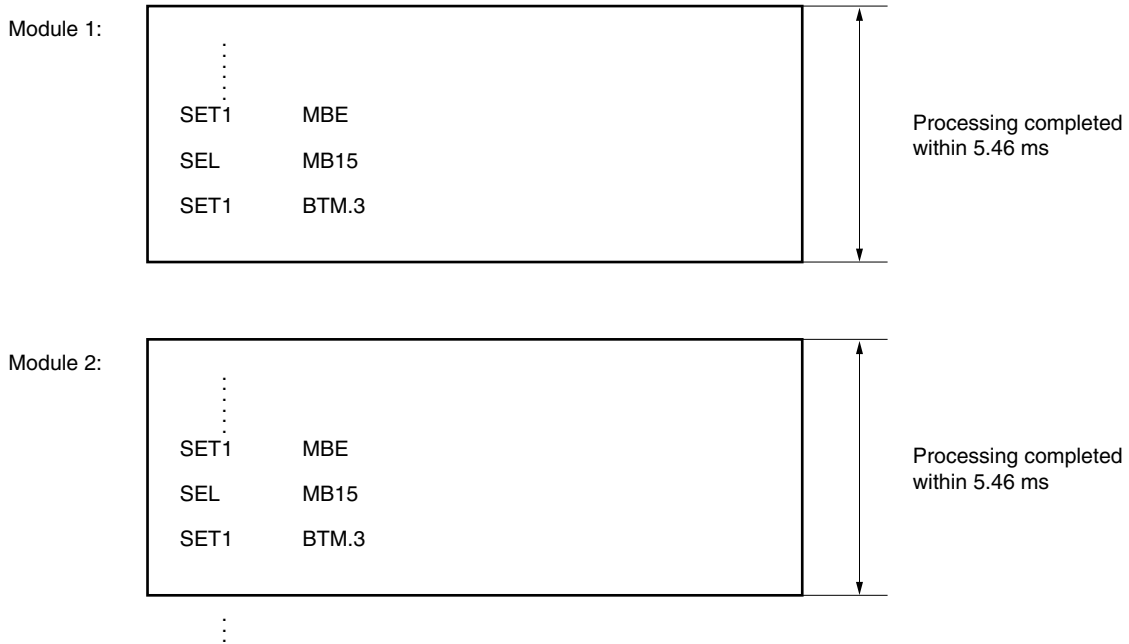 Module 1:
SET1 MBE
SEL MB15
SET1 BTM.3
Processing completed
within 5.46 ms
Module 2:
SET1 MBE
SEL MB15
SET1 BTM.3
Processing completed
within 5.46 ms